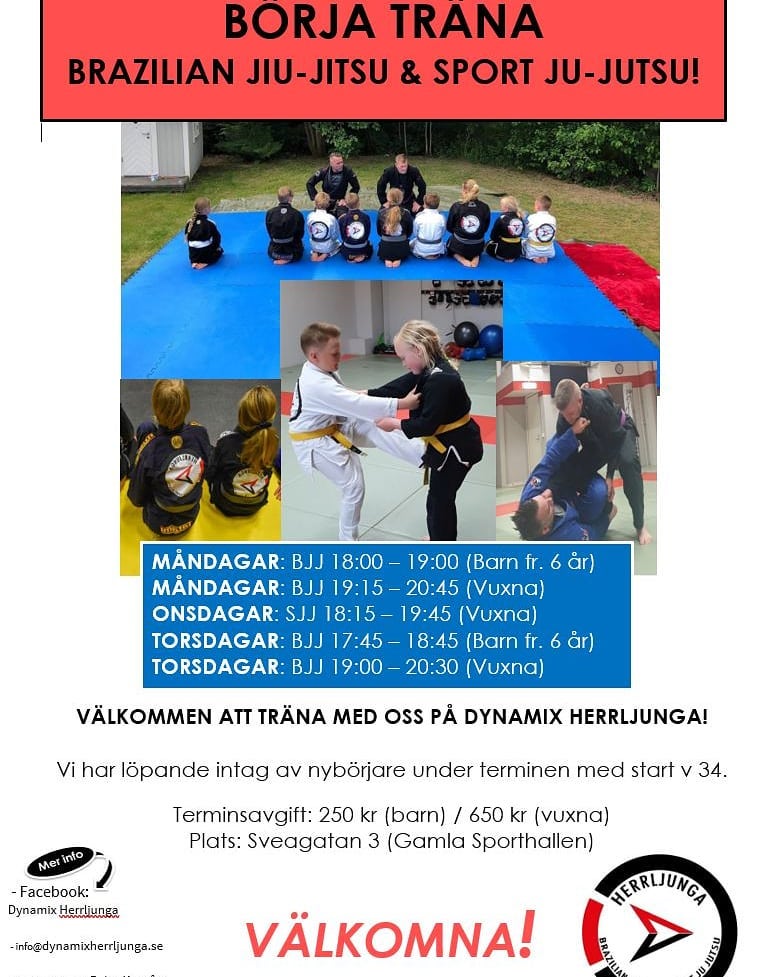 BÖRJA TRÄNA
BRAZILIAN JIU-JITSU & SPORT JU-JUTSU!
MÅNDAGAR: BJJ 18:00 – 19:00 (Barn fr. 6 år)
MÅNDAGAR: BJJ 19:15 – 20:45 (Vuxna)
ONSDAGAR: SJJ 18:15 – 19:45 (Vuxna)
TORSDAGAR: BJJ 17:45 – 18:45 (Barn fr. 6 år)
TORSDAGAR: BJJ 19:00 – 20:30 (Vuxna)
VÄLKOMMEN ATT TRÄNA MED OSS PÅ DYNAMIX HERRLJUNGA!
Vi har löpande intag av nybörjare under terminen med start v 34.
Terminsavgift: 250 kr (barn) / 650 kr (vuxna)
Plats: Sveagatan 3 (Gamla Sporthallen)
Mer info
- Facebook:
Dynamix Herrljunga
- info@dynamixherrljunga.se
VÄLKOMNA!
HERRLJUNGA
BRAZILIAN
JU JUTSU